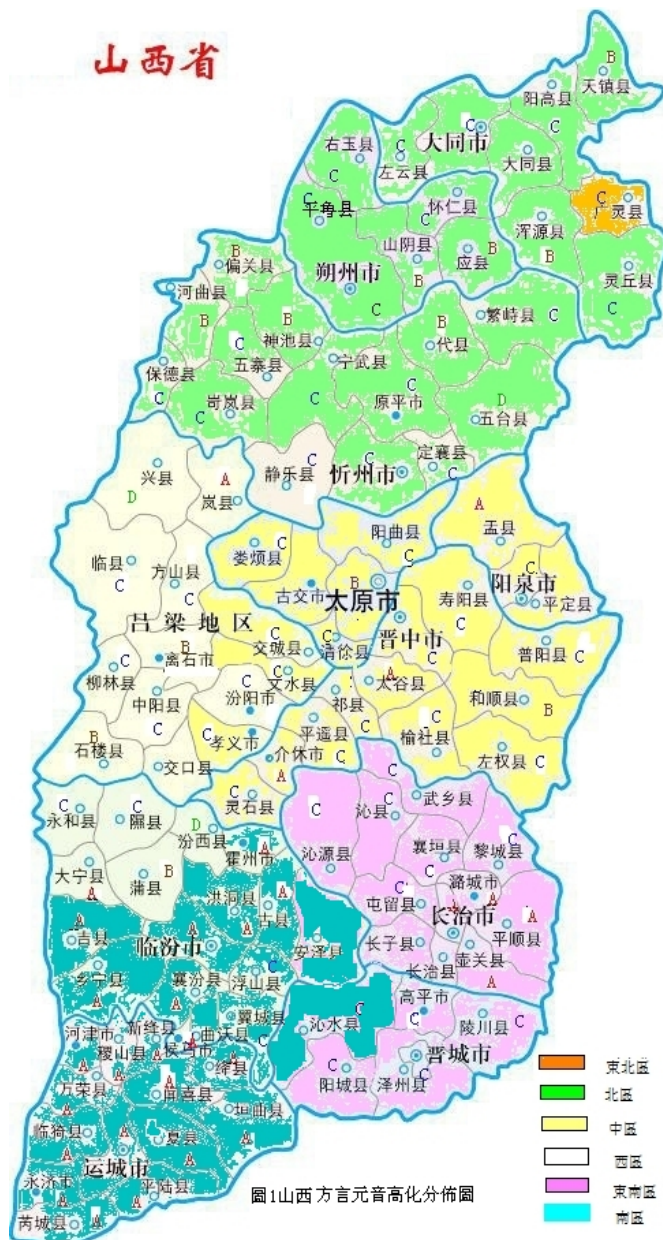 山西省
B
天镇县
阳高县
C
大同市
C
左云县
大同县
C
右玉县
C
C
平鲁县
C
怀仁县
山阴县
应县
B
B
朔州市
C
C
广灵县
浑源县
B
灵丘县
C
B
偏关县
河曲县
B
B
神池县
C
五寨县
宁武县
B
代县
繁峙县
C
保德县
C
岢岚县
C
C
C
原平市
D
五台县
静乐县
C
忻州市
C
定襄县
C
兴县
D
A
岚县
A
盂县
阳曲县
C
娄烦县
C
临县
C
方山县
C
古交市
B
太原市
C
阳泉市
平定县
寿阳县
C
吕梁地区
C
交城县
C
清徐县
晋中市
C
普阳县
C
B
离石市
C
柳林县
C
文水县
汾阳市
A
太谷县
祁县
C
和顺县
B
中阳县
C
B
石楼县
交口县
C
孝义市
平遥县
C
介休市
A
C
榆社县
左权县
C
C
灵石县
C
C
永和县
C
隰县
D
汾西县
霍州市
A
C
沁县
武乡县
沁源县
C
襄垣县
C
黎城县
C
大宁县
A
B
蒲县
洪洞县
A
A
古县
A
潞城市
A
C
屯留县
A
长治市
A
平顺县
A
吉县
A
临汾市
A
安泽县
长子县
长治县
壶关县
A
乡宁县
A
襄汾县
A
浮山县
C
翼城县
C
沁水县
C
高平市
C
陵川县
C
晋城市
阳城县
C
泽州县
C
河津市
新绛县
稷山县
A
侯马市
A
曲沃县
A
绛县
万荣县
A
A
闻喜县
垣曲县
A
临猗县
A
A
夏县
A
运城市
永济市
A
平陆县
A
芮城县
A
A
東北區
北區
中区
西區
東南區
南區
圖1山西方言元音高化分佈圖